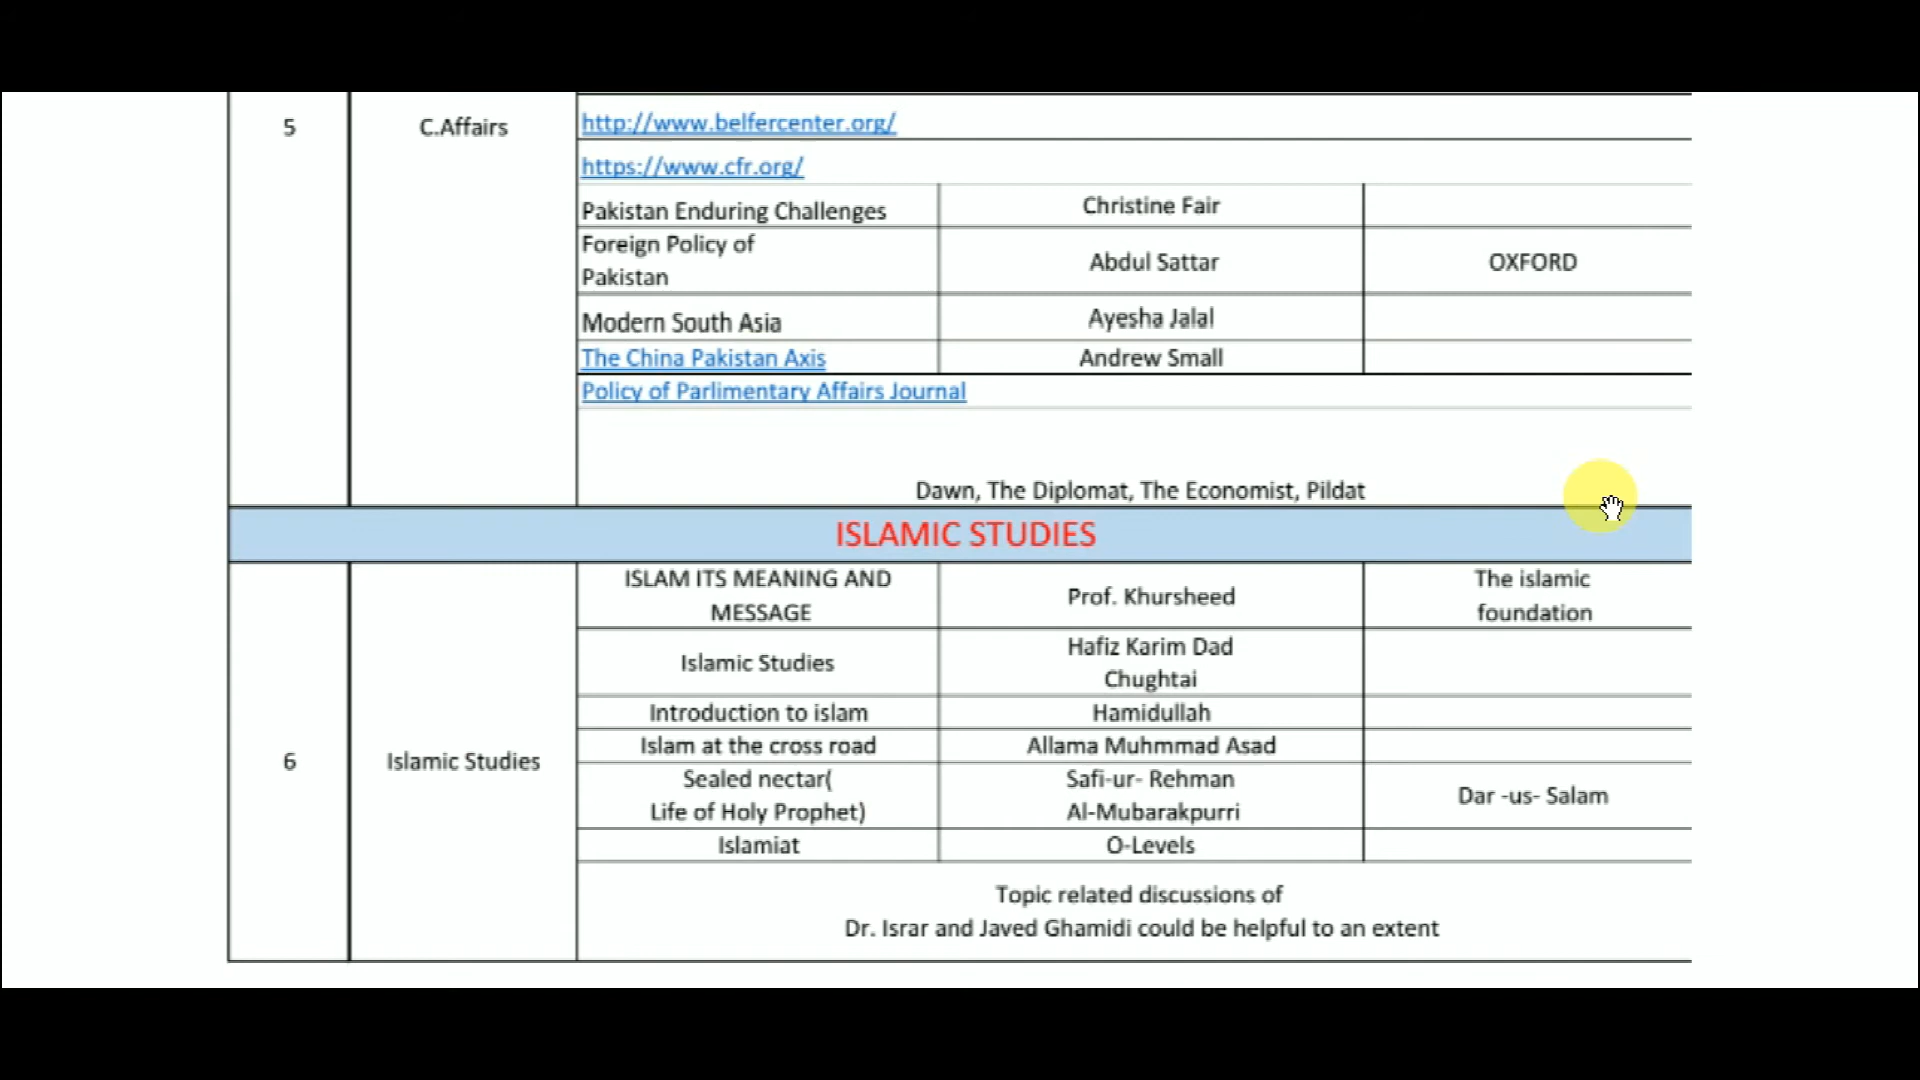 5 C.Affairs http://www.belfercenter.org/
https://www.cfr.org/
Pakistan Enduring Challenges Christine Fair
Foreign Policy of
Pakistan Abdul Sattar OXFORD
Modern South Asia Ayesha Jalal
The China Pakistan Axis Andrew Small
Policy of Parlimentary Affairs Journal
Dawn, The Diplomat, The Economist, Pildat
ISLAMIC STUDIES
6 Islamic Studies
ISLAM ITS MEANING AND
MESSAGE
Prof. Khursheed
The islamic
foundation
Islamic Studies
Hafiz Karim Dad
Chughtai
Introduction to islam Hamidullah
Islam at the cross road Allama Muhmmad Asad
Sealed nectar(
Life of Holy Prophet)
Safi-ur- Rehman
Al-Mubarakpurri
Dar -us- Salam
Islamiat O-Levels
Topic related discussions of
Dr. Israr and Javed Ghamidi could be helpful to an extent